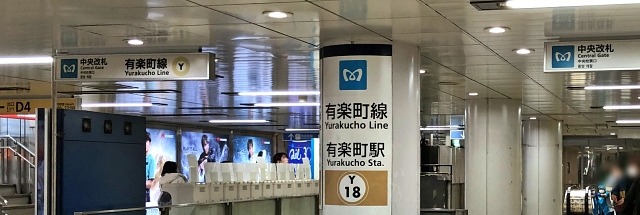 中央改札
Central Gate
有楽町線
Yurakucho Line
Y
D4
有楽町線
Yurakucho Line
有楽町駅
Yurakucho Sta.
Y
18
中央改札
Central Gate